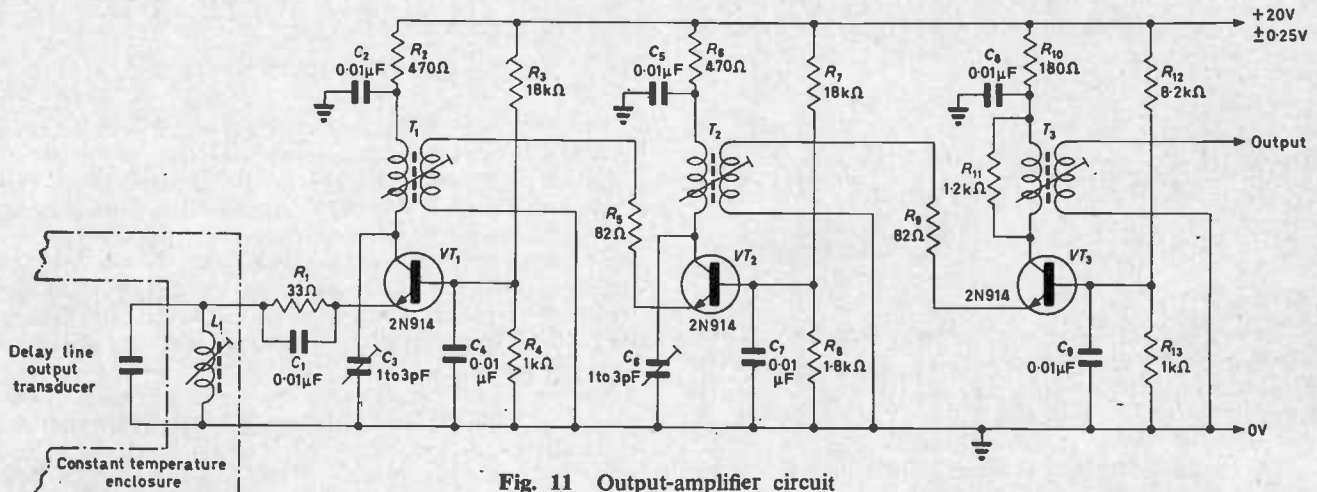 +20V
±0·25V
C2
0·01µF
R2
470Ω
R3
18kΩ
C5
0·01µF
R6
470Ω
R7
18kΩ
C8
0·01µF
R10
180Ω
R12
8·2kΩ
T1
T2
T3
Output
R11
1·2kΩ
R5
82Ω
R9
82Ω
VT1
VT2
VT3
R1
33Ω
2N914
2N914
2N914
L1
C1
0·01µF
Delay line
output
transducer
C3
1 to 3pF
C4
0·01
µF
R4
1kΩ
C6
1 to 3pF
C7
0·01
µF
R8
1·8kΩ
C9
0·01µF
R13
1kΩ
0V
Constant temperature
enclosure
Fig. 11 Output-amplifier circuit